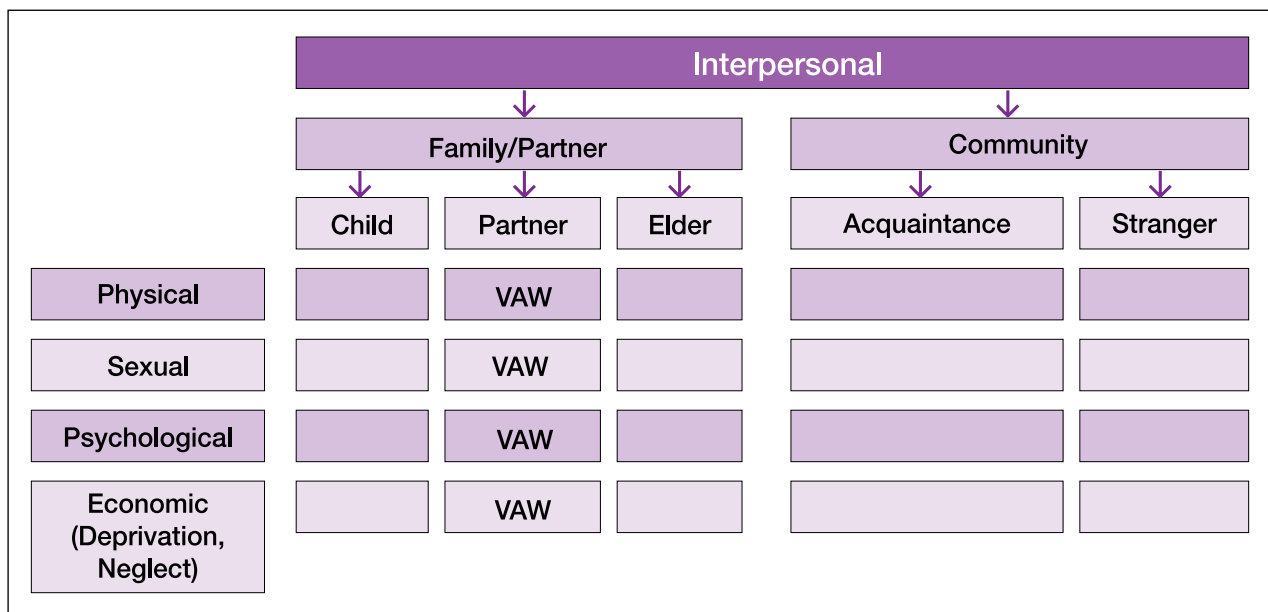 Interpersonal
Family/Partner
Community
Child
Partner
Elder
Acquaintance
Stranger
Physical
VAW
Sexual
VAW
Psychological
VAW
Economic
(Deprivation,
Neglect)
VAW